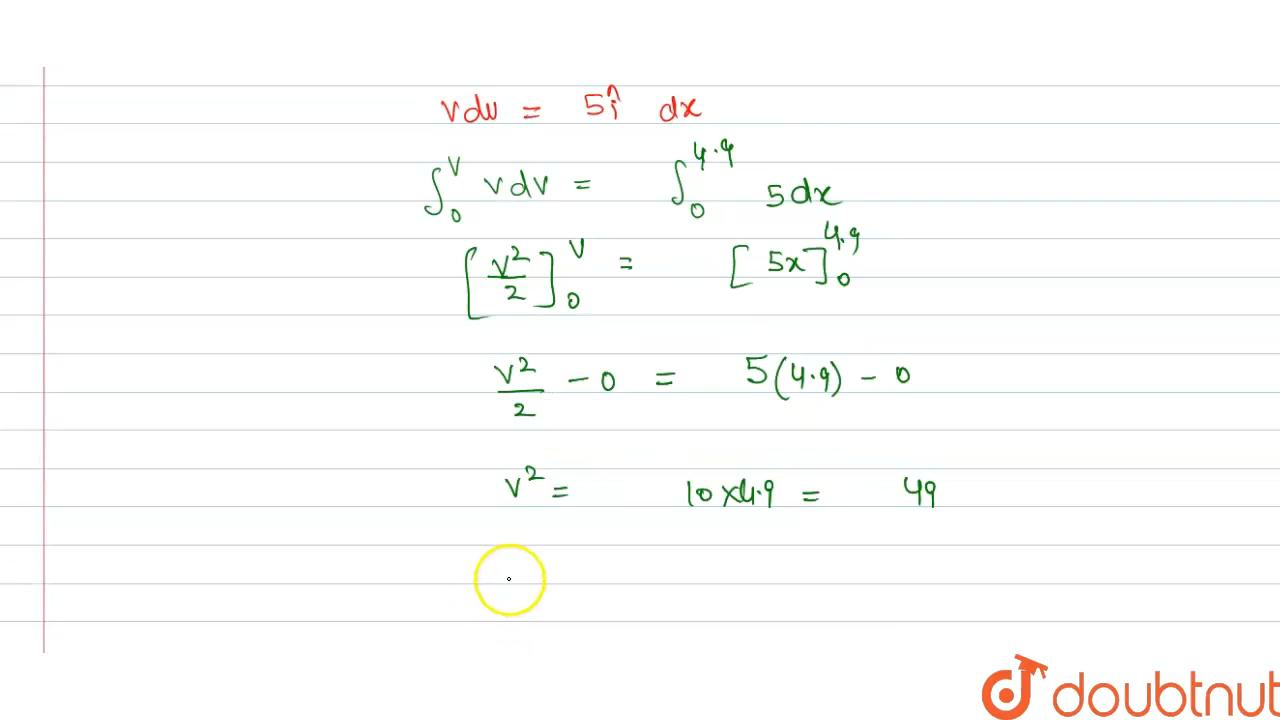 vdv = 5î dx
∫₀^v vdv = ∫₀^4.9 5dx
[v²/2]₀^v = [5x]₀^4.9
v²/2 - 0 = 5(4.9) - 0
v² = 10×4.9 = 49
doubtnut